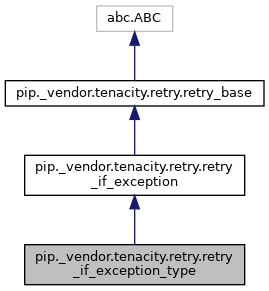 abc.ABC
pip._vendor.tenacity.retry.retry_base
pip._vendor.tenacity.retry.retry
_if_exception
pip._vendor.tenacity.retry.retry
_if_exception_type